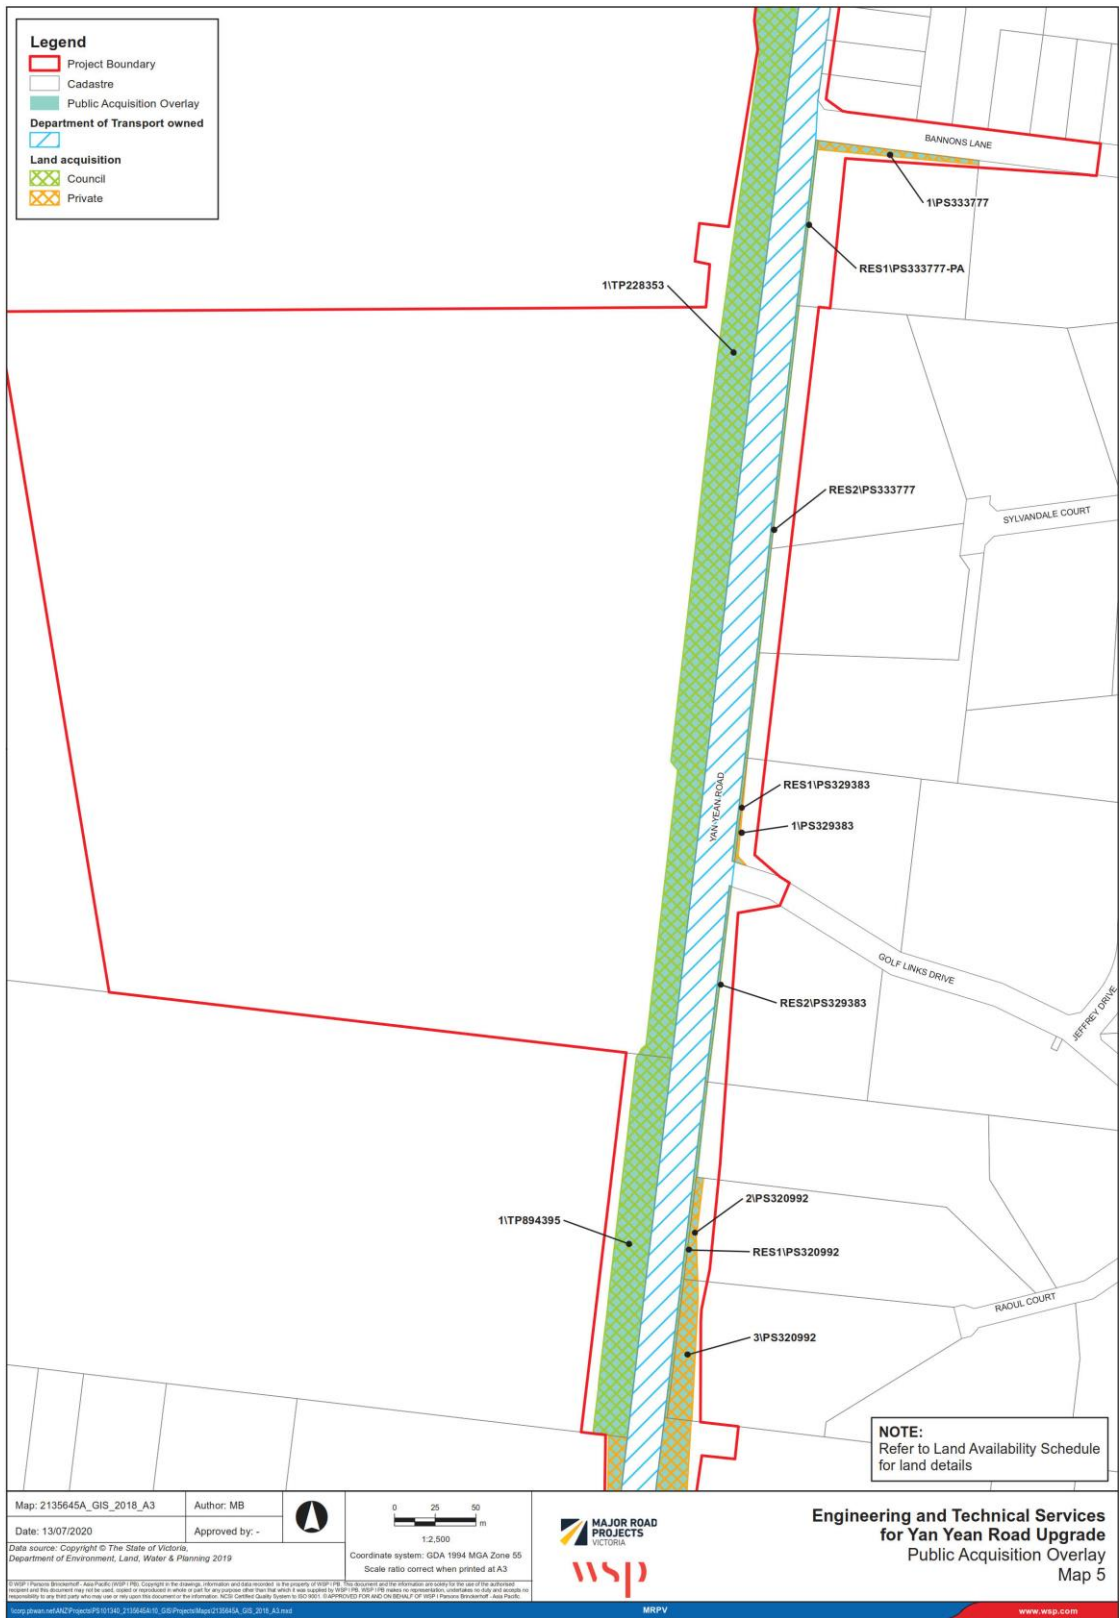 Legend
Project Boundary
Cadastre
Public Acquisition Overlay
Department of Transport owned
Land acquisition
Council
Private
BANNONS LANE
1\PS333777
RES1\PS333777-PA
1\TP228353
RES2\PS333777
SYLVANDALE COURT
YAN YEAN ROAD
RES1\PS329383
1\PS329383
GOLF LINKS DRIVE
JEFFREY DRIVE
RES2\PS329383
2\PS320992
1\TP894395
RES1\PS320992
RAOUL COURT
3\PS320992
NOTE:
Refer to Land Availability Schedule
for land details
Map: 2135645A_GIS_2018_A3
Author: MB
Date: 13/07/2020
Approved by: -
Data source: Copyright © The State of Victoria,
Department of Environment, Land, Water & Planning 2019
0 25 50
m
1:2,500
Coordinate system: GDA 1994 MGA Zone 55
Scale ratio correct when printed at A3
MAJOR ROAD
PROJECTS
VICTORIA
wsp
Engineering and Technical Services
for Yan Yean Road Upgrade
Public Acquisition Overlay
Map 5
MRPV
www.wsp.com